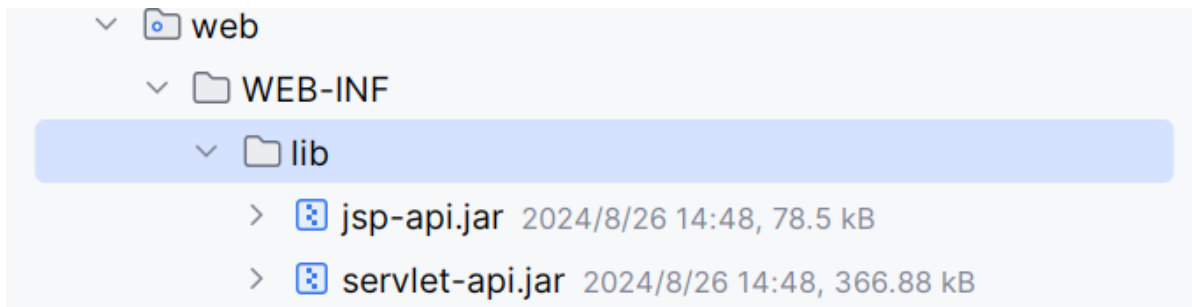 web
WEB-INF
lib
jsp-api.jar 2024/8/26 14:48, 78.5 kB
servlet-api.jar 2024/8/26 14:48, 366.88 kB